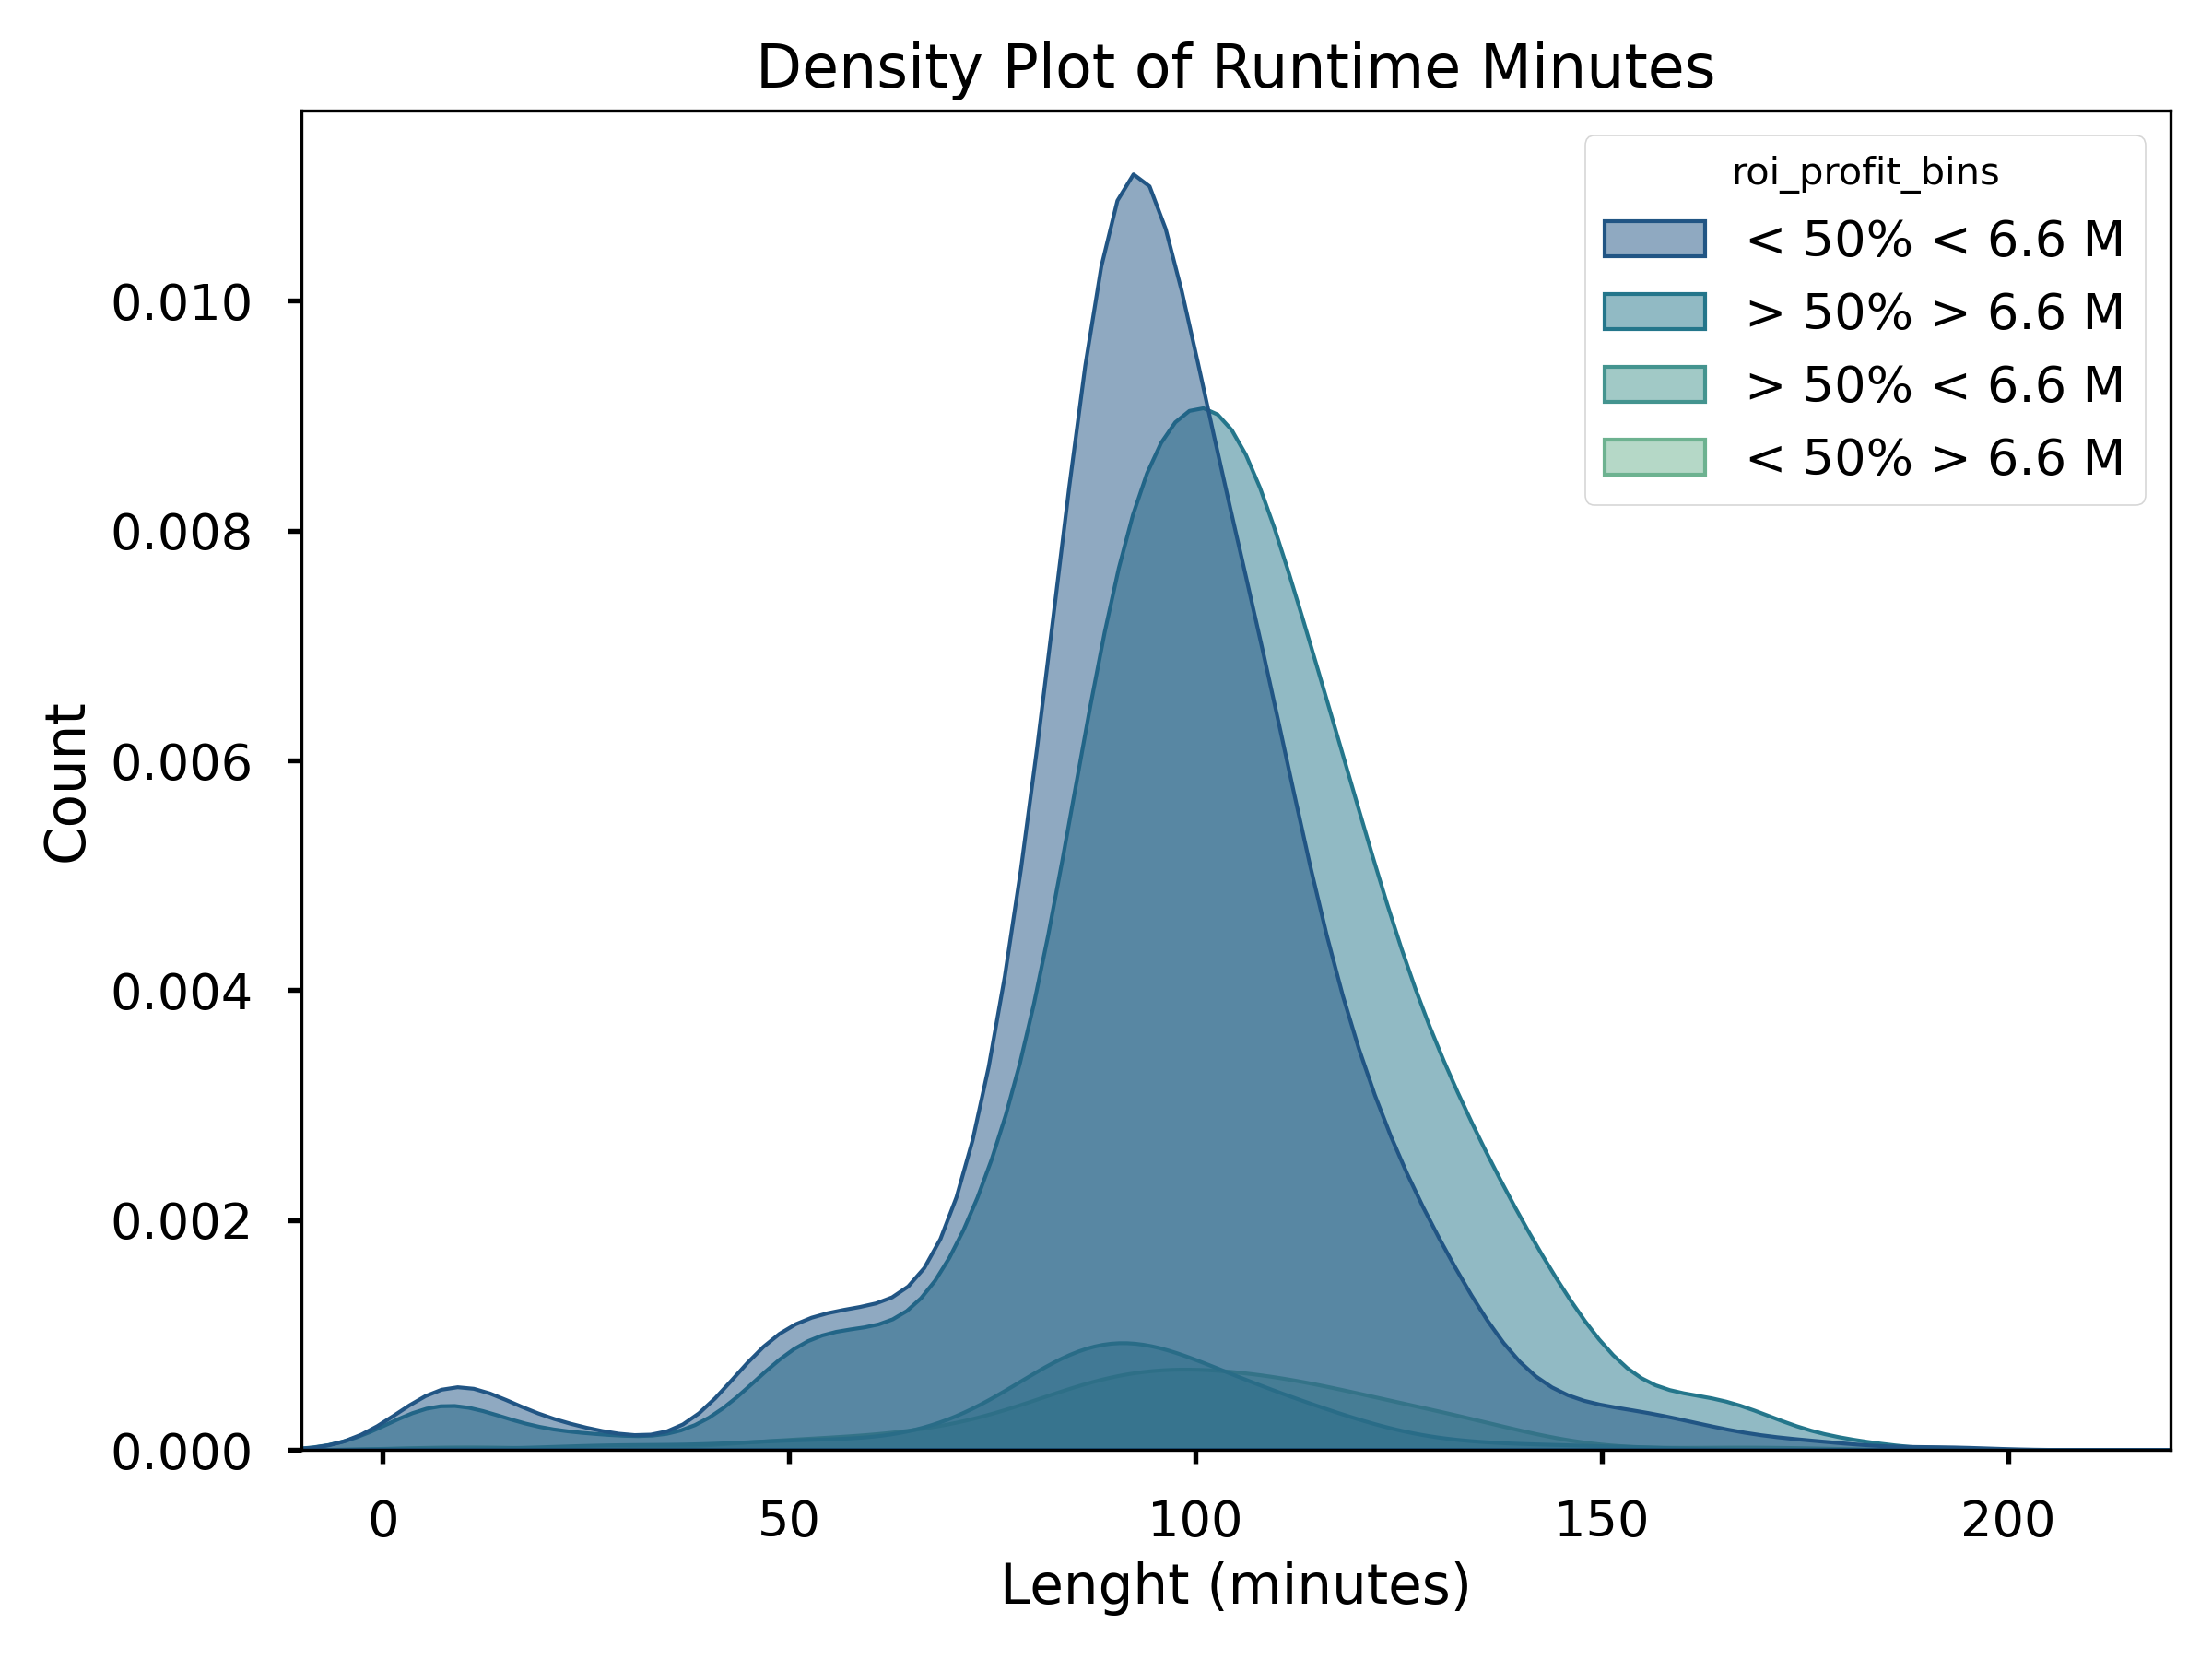 Density Plot of Runtime Minutes
roi_profit_bins
< 50% < 6.6 M
> 50% > 6.6 M
> 50% < 6.6 M
< 50% > 6.6 M
Count
0.010
0.008
0.006
0.004
0.002
0.000
0 50 100 150 200
Lenght (minutes)